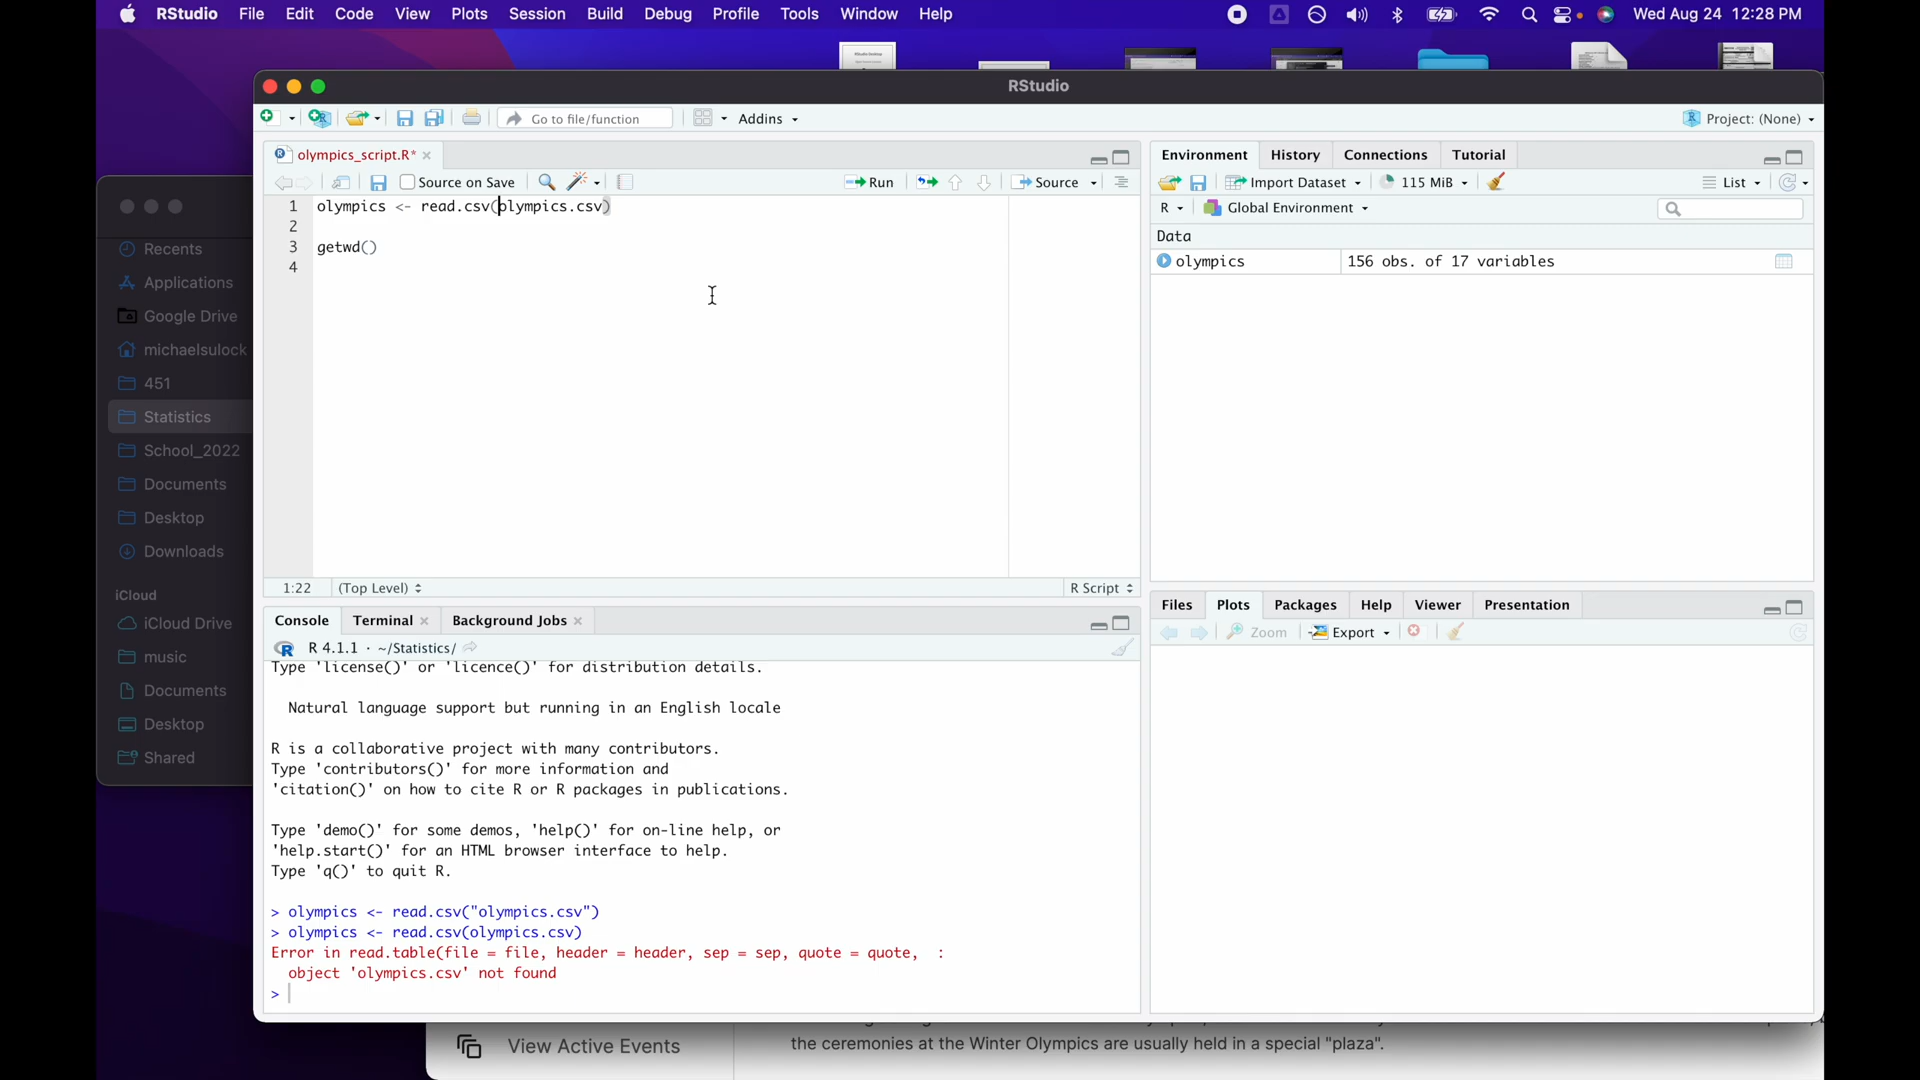 RStudio File Edit Code View Plots Session Build Debug Profile Tools Window Help Wed Aug 24 12:28 PM
RStudio
Go to file/function Addins Project: (None)
olympics_script.R*
Source on Save Run Source
1 olympics <- read.csv(olympics.csv)
2
3 getwd()
4
1:22 (Top Level) R Script
Environment History Connections Tutorial
Import Dataset 115 MiB List
R Global Environment
Data
olympics 156 obs. of 17 variables
Recents
Applications
Google Drive
michaelsulock
451
Statistics
School_2022
Documents
Desktop
Downloads
iCloud
iCloud Drive
music
Documents
Desktop
Shared
Console Terminal Background Jobs
R 4.1.1 · ~/Statistics/
Type 'license()' or 'licence()' for distribution details.
Natural language support but running in an English locale
R is a collaborative project with many contributors.
Type 'contributors()' for more information and
'citation()' on how to cite R or R packages in publications.
Type 'demo()' for some demos, 'help()' for on-line help, or
'help.start()' for an HTML browser interface to help.
Type 'q()' to quit R.
> olympics <- read.csv("olympics.csv")
> olympics <- read.csv(olympics.csv)
Error in read.table(file = file, header = header, sep = sep, quote = quote, :
object 'olympics.csv' not found
>
Files Plots Packages Help Viewer Presentation
Zoom Export
View Active Events
the ceremonies at the Winter Olympics are usually held in a special "plaza".